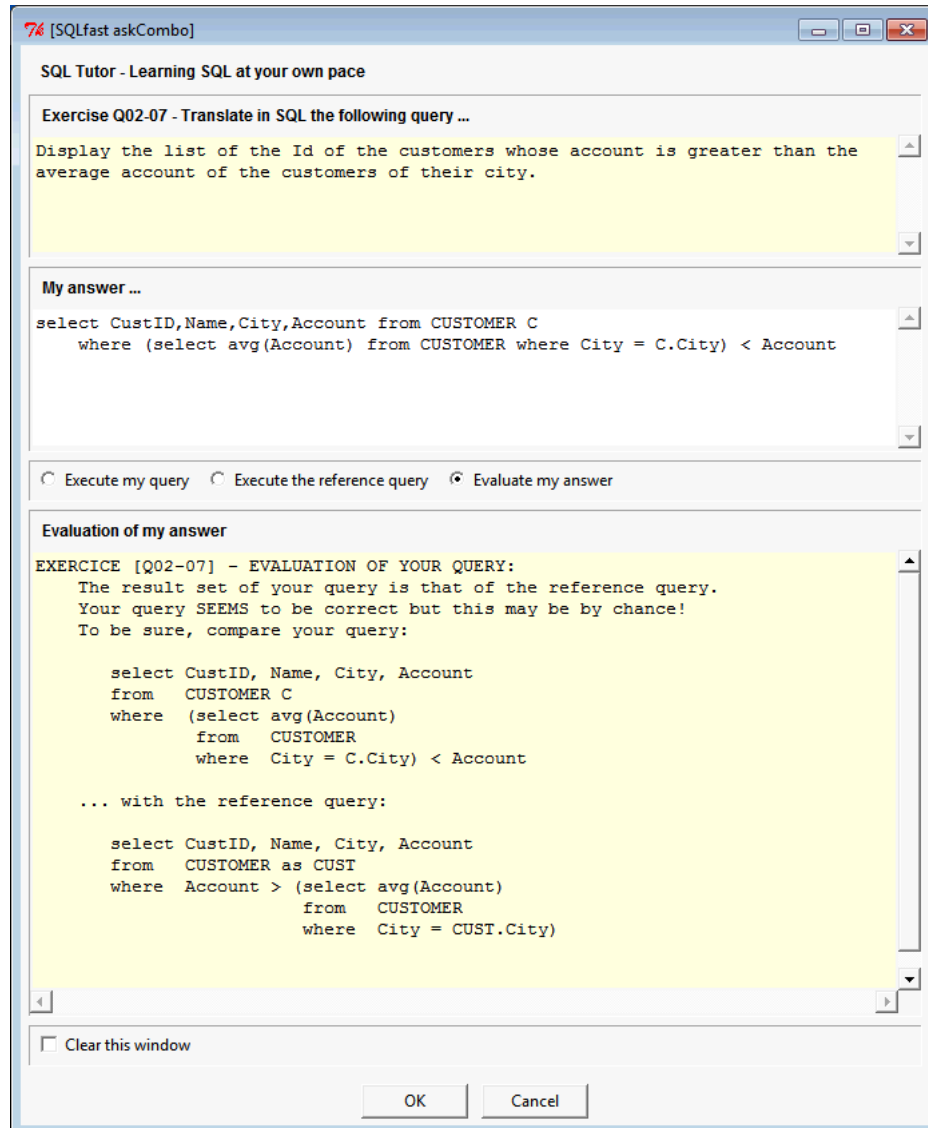 [SQLfast askCombo]
SQL Tutor - Learning SQL at your own pace
Exercise Q02-07 - Translate in SQL the following query ...
Display the list of the Id of the customers whose account is greater than the
average account of the customers of their city.
My answer ...
select CustID,Name,City,Account from CUSTOMER C
    where (select avg(Account) from CUSTOMER where City = C.City) < Account
Execute my query Execute the reference query Evaluate my answer
Evaluation of my answer
EXERCICE [Q02-07] - EVALUATION OF YOUR QUERY:
    The result set of your query is that of the reference query.
    Your query SEEMS to be correct but this may be by chance!
    To be sure, compare your query:
       select CustID, Name, City, Account
       from   CUSTOMER C
       where  (select avg(Account)
               from   CUSTOMER
               where  City = C.City) < Account
    ... with the reference query:
       select CustID, Name, City, Account
       from   CUSTOMER as CUST
       where  Account > (select avg(Account)
                         from   CUSTOMER
                         where  City = CUST.City)
Clear this window
OK Cancel